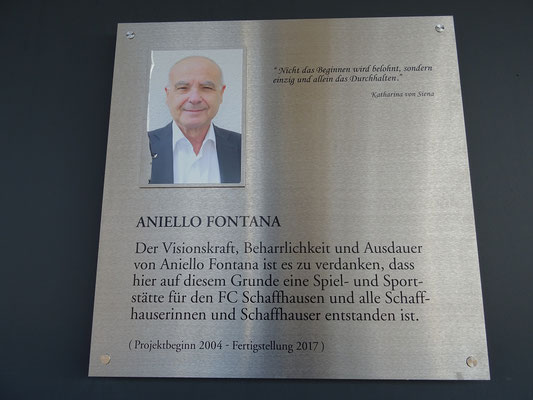 "Nicht das Beginnen wird belohnt, sondern
einzig und allein das Durchhalten."
Katharina von Siena
ANIELLO FONTANA
Der Visionskraft, Beharrlichkeit und Ausdauer
von Aniello Fontana ist es zu verdanken, dass
hier auf diesem Grunde eine Spiel- und Sport-
stätte für den FC Schaffhausen und alle Schaff-
hauserinnen und Schaffhauser entstanden ist.
( Projektbeginn 2004 - Fertigstellung 2017 )